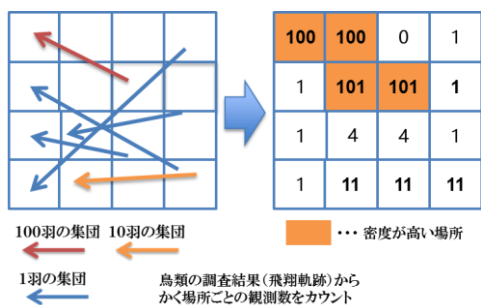 100 100 0 1
1 101 101 1
1 4 4 1
1 11 11 11
100羽の集団 10羽の集団
・・・ 密度が高い場所
1羽の集団
鳥類の調査結果(飛翔軌跡)から
かく場所ごとの観測数をカウント